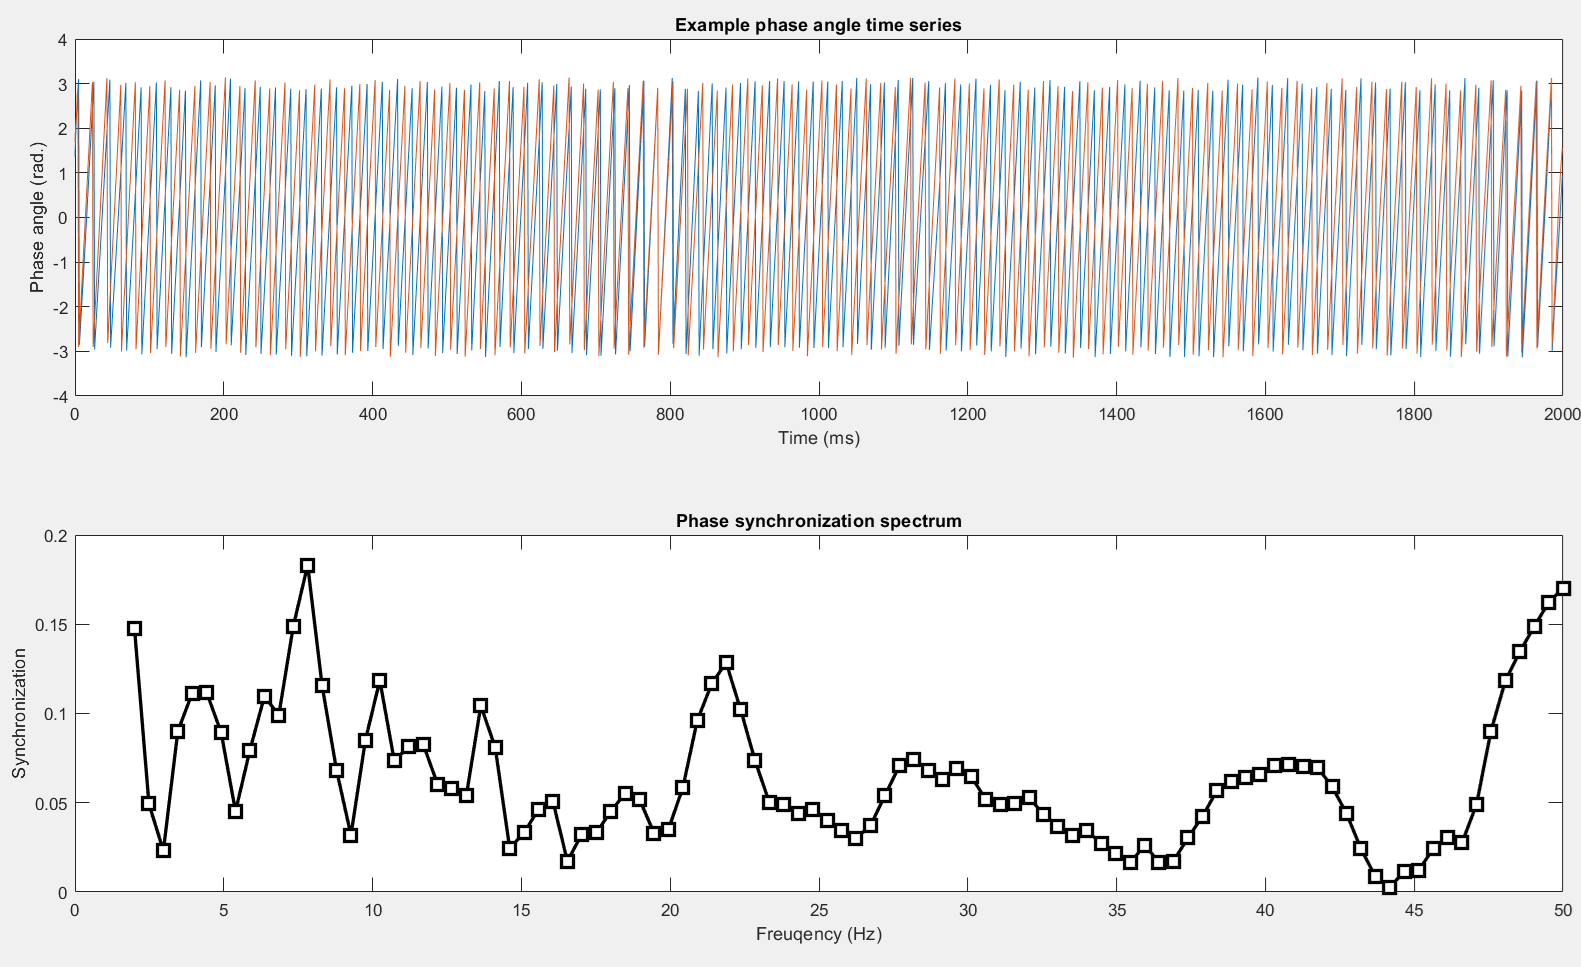 Example phase angle time series
4
3
2
1
0
-1
-2
-3
-4
Phase angle (rad.)
0 200 400 600 800 1000 1200 1400 1600 1800 2000
Time (ms)
Phase synchronization spectrum
0.2
0.15
0.1
0.05
0
Synchronization
0 5 10 15 20 25 30 35 40 45 50
Freuqency (Hz)